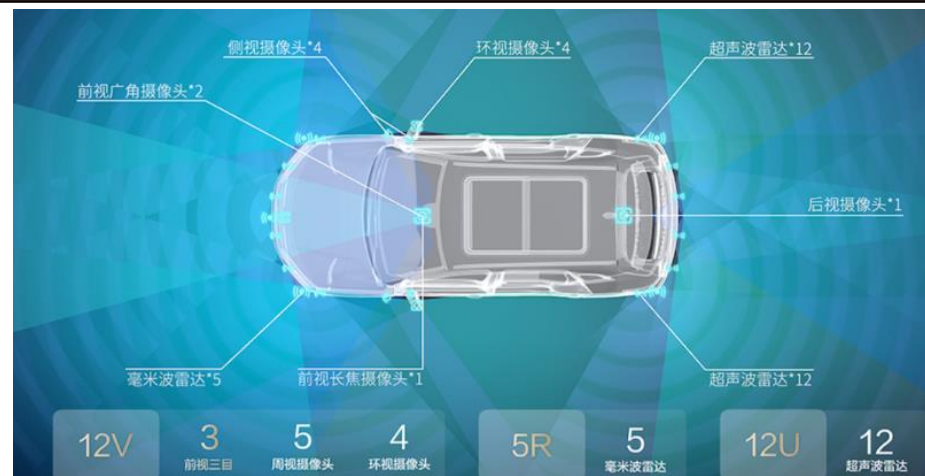 侧视摄像头*4
环视摄像头*4
超声波雷达*12
前视广角摄像头*2
后视摄像头*1
毫米波雷达*5
前视长焦摄像头*1
超声波雷达*12
12V
3
前视三目
5
周视摄像头
4
环视摄像头
5R
5
毫米波雷达
12U
12
超声波雷达